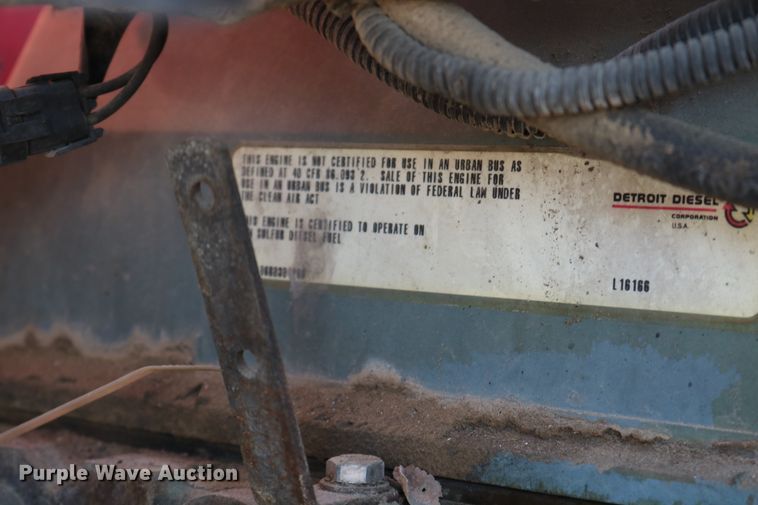 THIS ENGINE IS NOT CERTIFIED FOR USE IN AN URBAN BUS AS
DEFINED AT 40 CFR 86.093 2. SALE OF THIS ENGINE FOR
USE IN AN URBAN BUS IS A VIOLATION OF FEDERAL LAW UNDER
THE CLEAN AIR ACT
THIS ENGINE IS CERTIFIED TO OPERATE ON
SULFUR DIESEL FUEL
DETROIT DIESEL
CORPORATION
U.S.A.
L16166
Purple Wave Auction